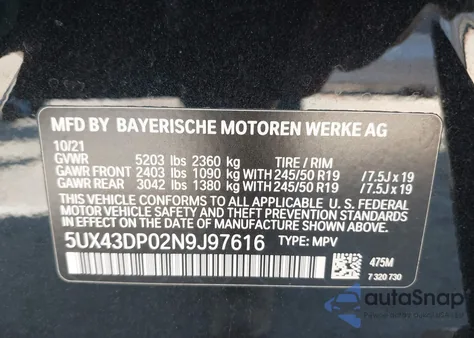 MFD BY BAYERISCHE MOTOREN WERKE AG
10/21
GVWR 5203 lbs 2360 kg TIRE / RIM
GAWR FRONT 2403 lbs 1090 kg WITH 245/50 R19 /7.5J x 19
GAWR REAR 3042 lbs 1380 kg WITH 245/50 R19 /7.5J x 19
THIS VEHICLE CONFORMS TO ALL APPLICABLE U. S. FEDERAL
MOTOR VEHICLE SAFETY, BUMPER, AND THEFT PREVENTION STANDARDS
IN EFFECT ON THE DATE OF MANUFACTURE SHOWN ABOVE.
5UX43DP02N9J97616 TYPE: MPV
475M
7 320 730
autoSnap